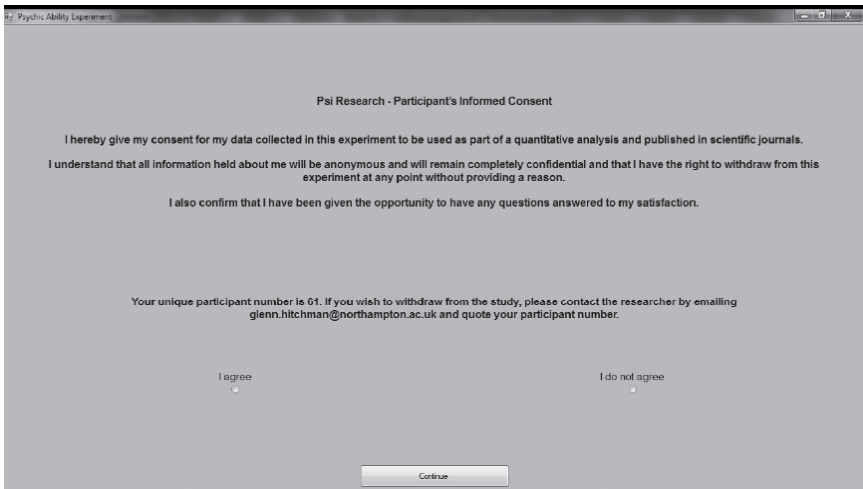 Psychic Ability Experiment
Psi Research - Participant's Informed Consent
I hereby give my consent for my data collected in this experiment to be used as part of a quantitative analysis and published in scientific journals.
I understand that all information held about me will be anonymous and will remain completely confidential and that I have the right to withdraw from this
experiment at any point without providing a reason.
I also confirm that I have been given the opportunity to have any questions answered to my satisfaction.
Your unique participant number is 61. If you wish to withdraw from the study, please contact the researcher by emailing
glenn.hitchman@northampton.ac.uk and quote your participant number.
I agree
I do not agree
Continue